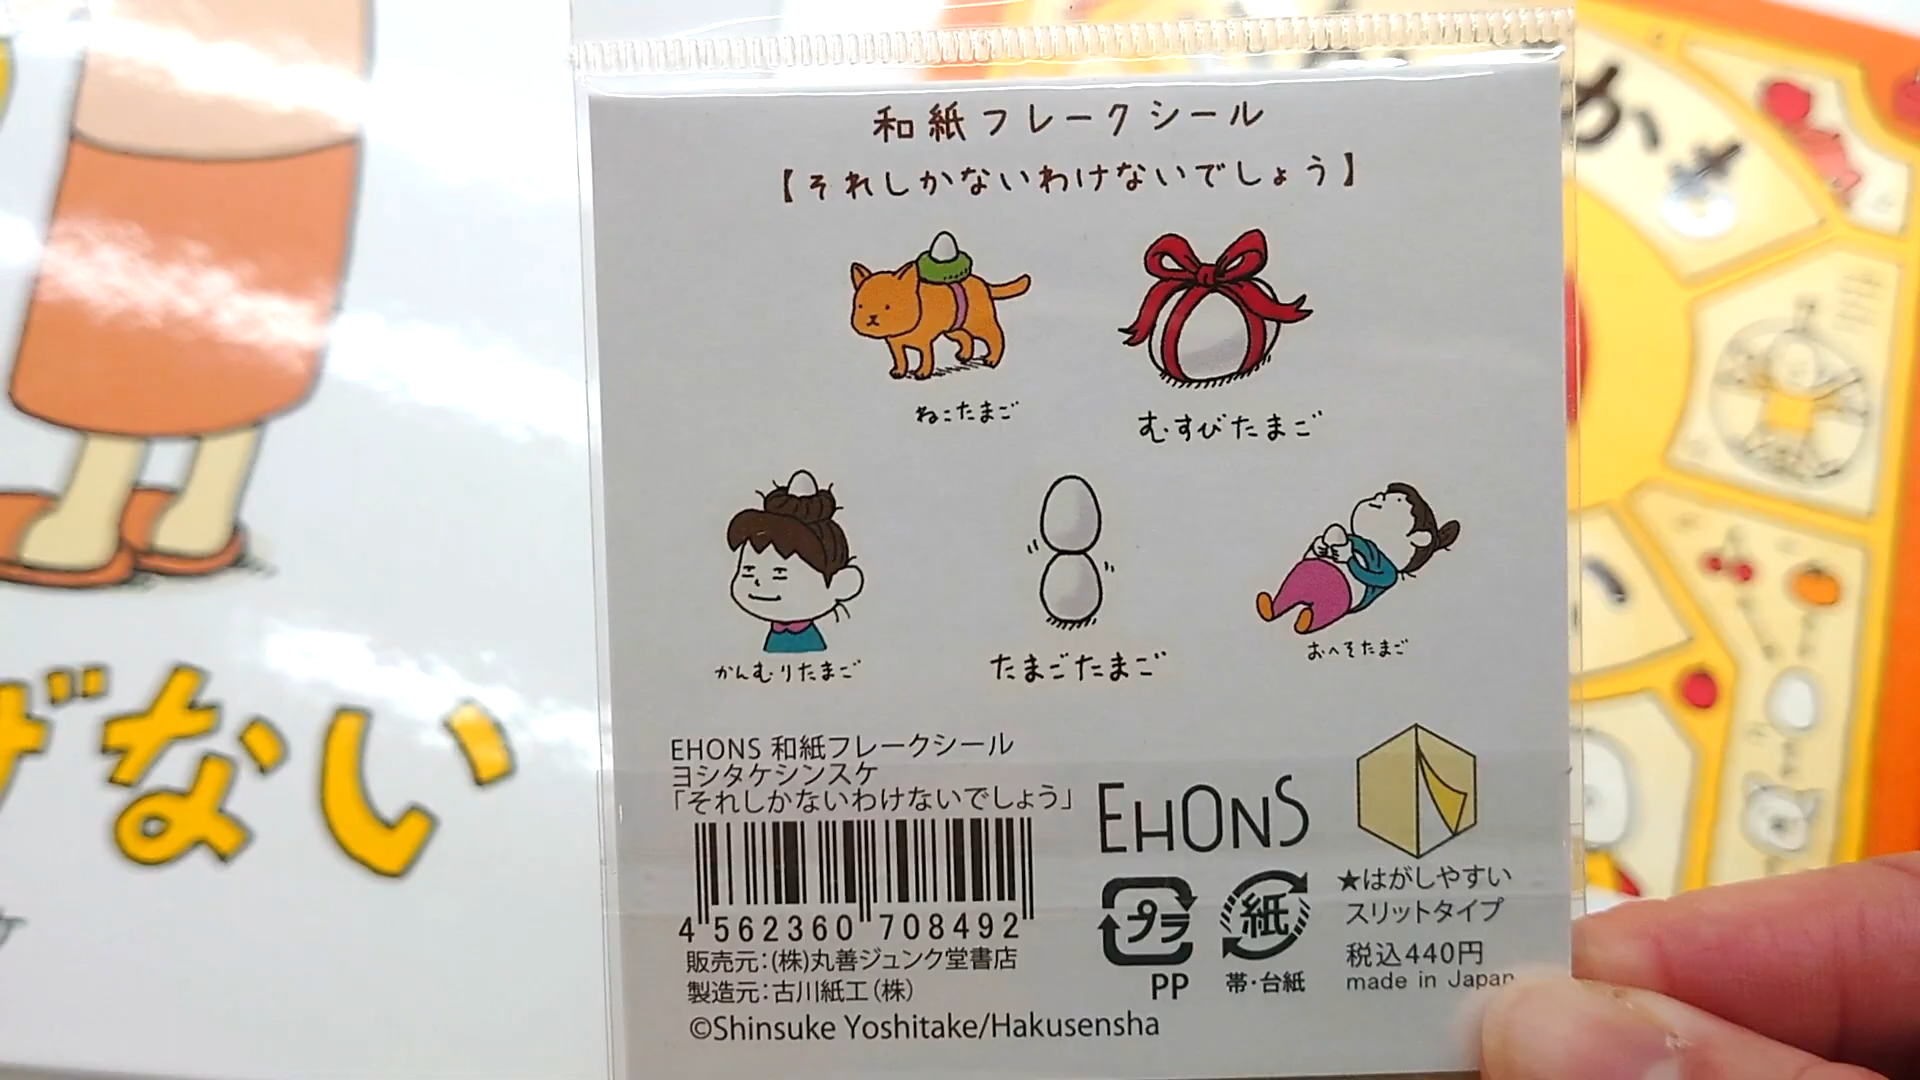 和紙フレークシール
【それしかないわけないでしょう】
ねこたまご
むすびたまご
かんむりたまご
たまごたまご
おへそたまご
EHONS 和紙フレークシール
ヨシタケシンスケ
「それしかないわけないでしょう」
4 562360 708492
販売元:(株)丸善ジュンク堂書店
製造元:古川紙工(株)
©Shinsuke Yoshitake/Hakusensha
EHONS
プラ
PP
紙
帯・台紙
★はがしやすい
スリットタイプ
税込440円
made in Japan
ない
か